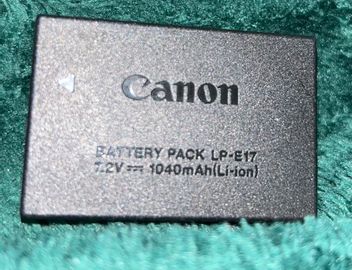 Canon
BATTERY PACK LP-E17
7.2V ⎓ 1040mAh(Li-ion)